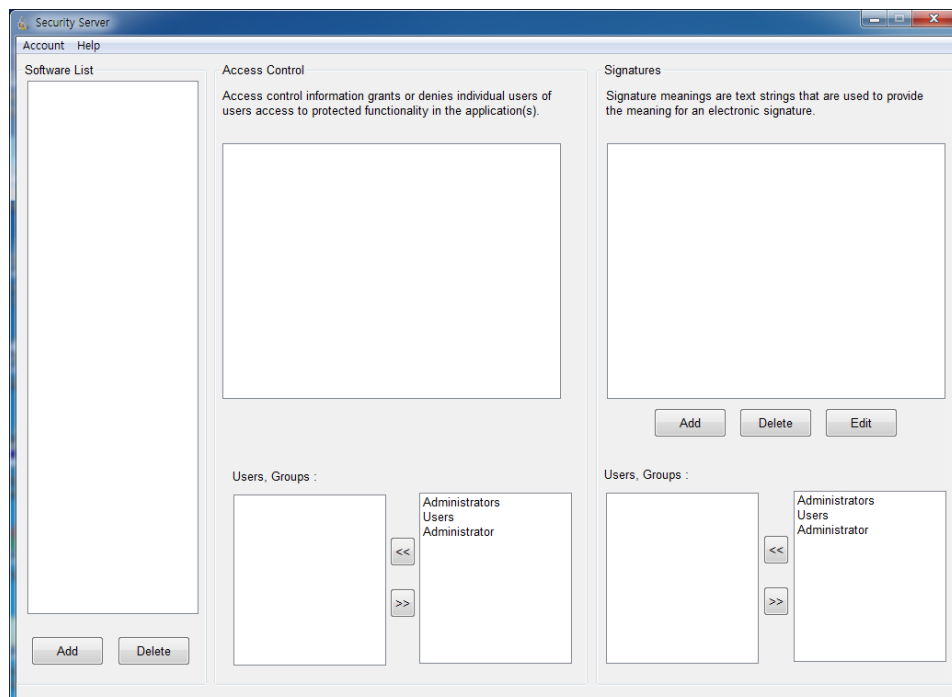 Security Server
Account Help
Software List
Add Delete
Access Control
Access control information grants or denies individual users of
users access to protected functionality in the application(s).
Users, Groups :
<<
>>
Administrators
Users
Administrator
Signatures
Signature meanings are text strings that are used to provide
the meaning for an electronic signature.
Add Delete Edit
Users, Groups :
<<
>>
Administrators
Users
Administrator